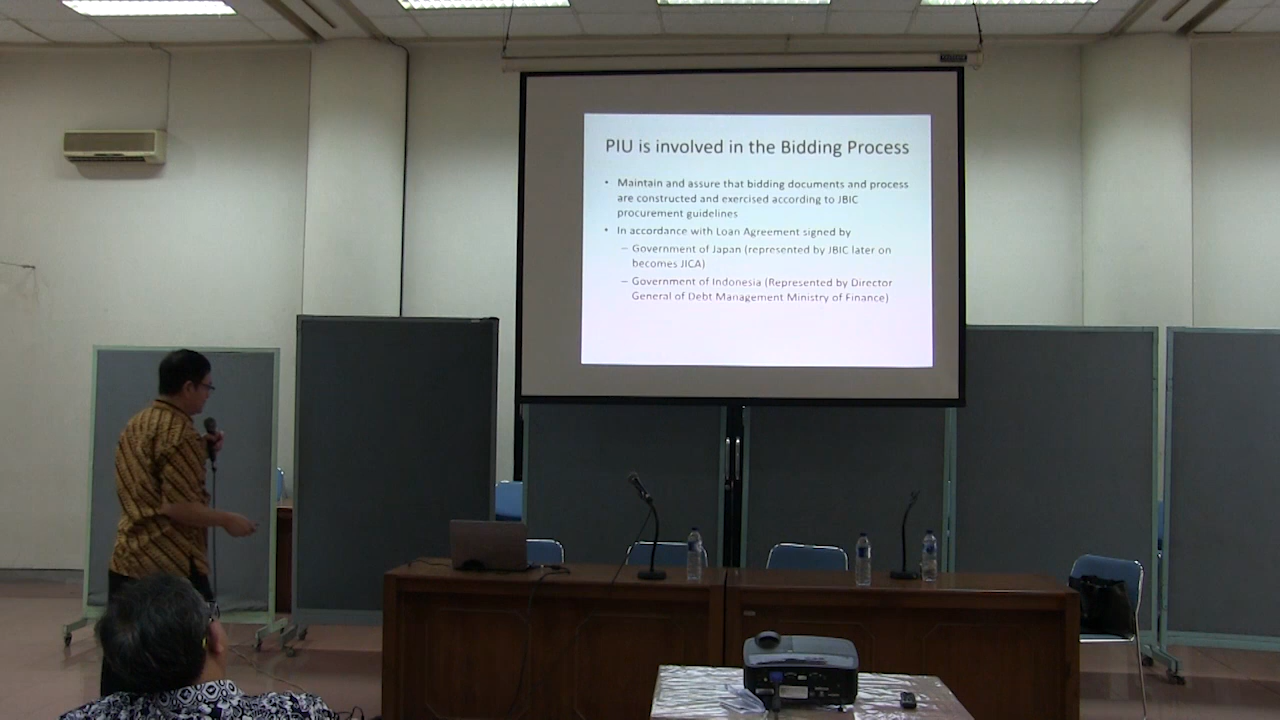 PIU is involved in the Bidding Process
• Maintain and assure that bidding documents and process
are constructed and exercised according to JBIC
procurement guidelines
• In accordance with Loan Agreement signed by
– Government of Japan (represented by JBIC later on
becomes JICA)
– Government of Indonesia (Represented by Director
General of Debt Management Ministry of Finance)